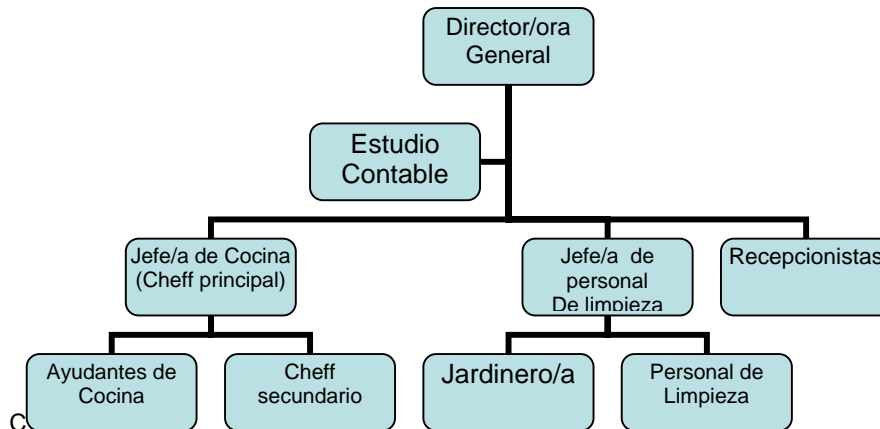 Director/ora
General
Estudio
Contable
Jefe/a de Cocina
(Cheff principal)
Jefe/a de
personal
De limpieza
Recepcionistas
Ayudantes de
Cocina
Cheff
secundario
Jardinero/a
Personal de
Limpieza
C